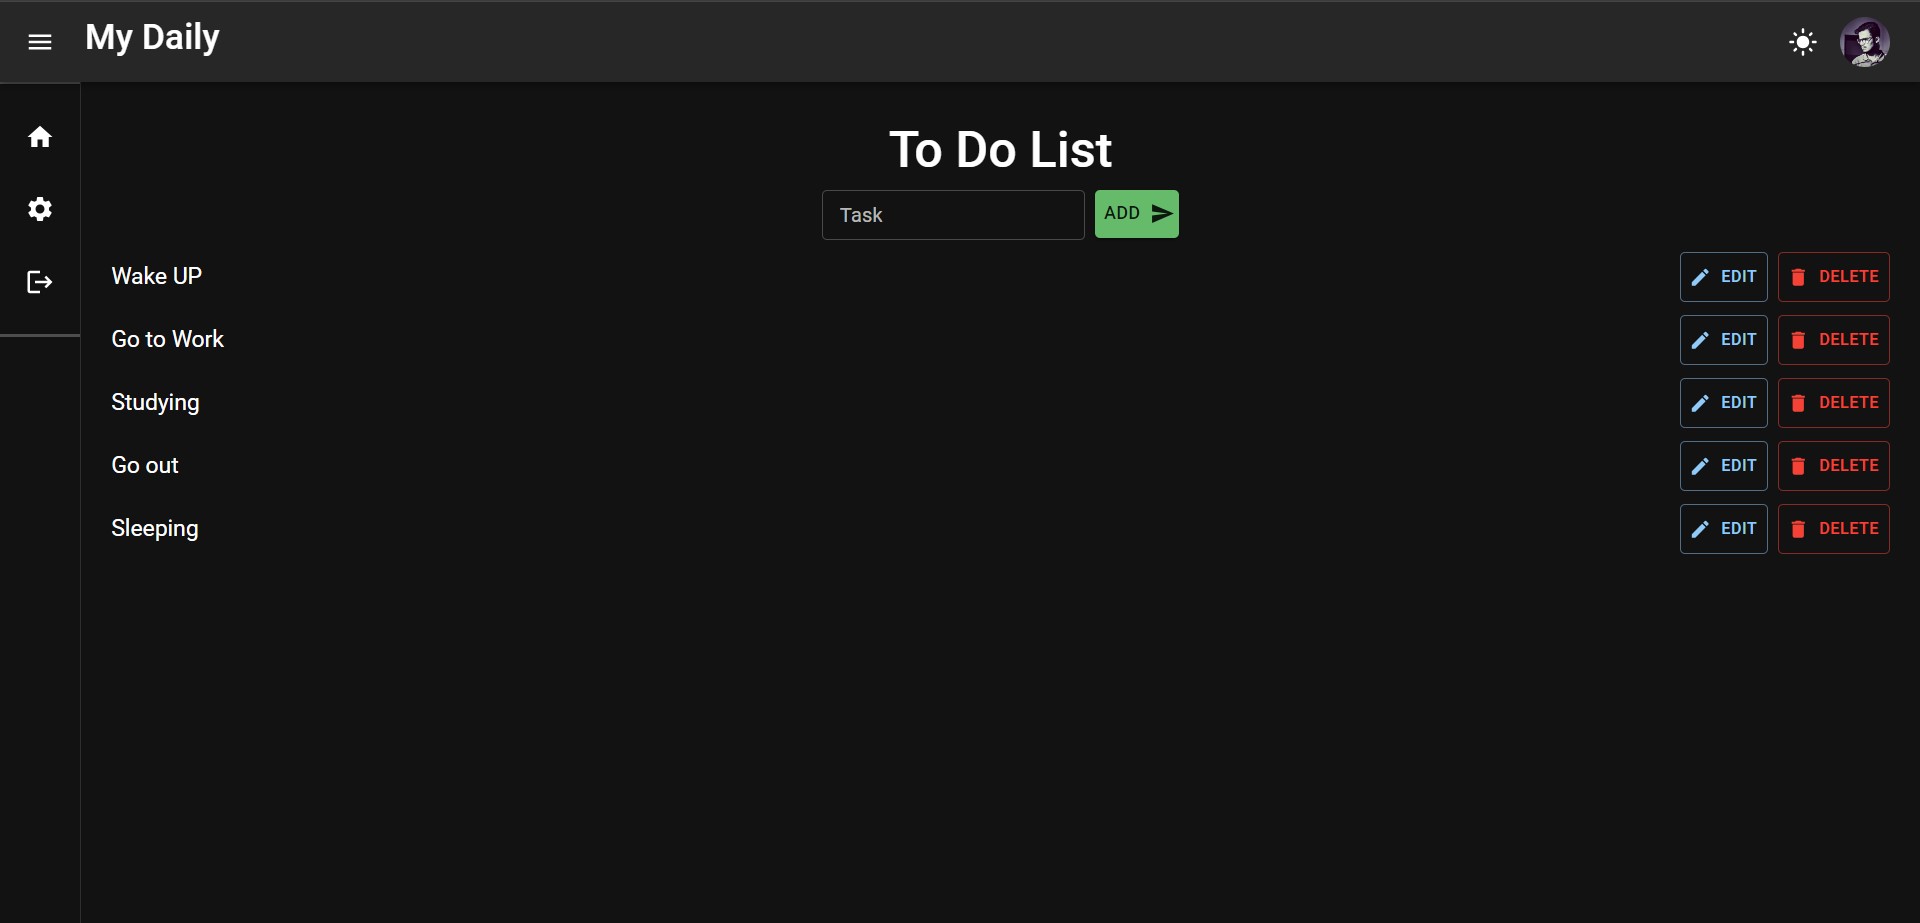 My Daily
To Do List
Task
ADD
Wake UP
EDIT
DELETE
Go to Work
EDIT
DELETE
Studying
EDIT
DELETE
Go out
EDIT
DELETE
Sleeping
EDIT
DELETE